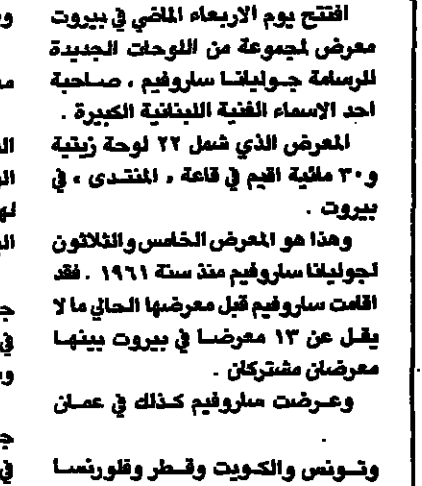 افتتح يوم الاربعاء الماضي في بيروت
معرض لمجموعة من اللوحات الجديدة
للرسامة جوليانا ساروفيم ، صاحبة
احد الاسماء الفنية اللبنانية الكبيرة .
المعرض الذي شمل ٢٢ لوحة زيتية
و٣٠ مائية اقيم في قاعة ، المنتدى ، في
بيروت .
وهذا هو المعرض الخامس والثلاثون
لجوليانا ساروفيم منذ سنة ١٩٦١ . فقد
اقامت ساروفيم قبل معرضها الحالي ما لا
يقل عن ١٣ معرضا في بيروت بينها
معرضان مشتركان .
وعرضت ساروفيم كذلك في عمان
وتونس والكويت وقطر وفلورنسا